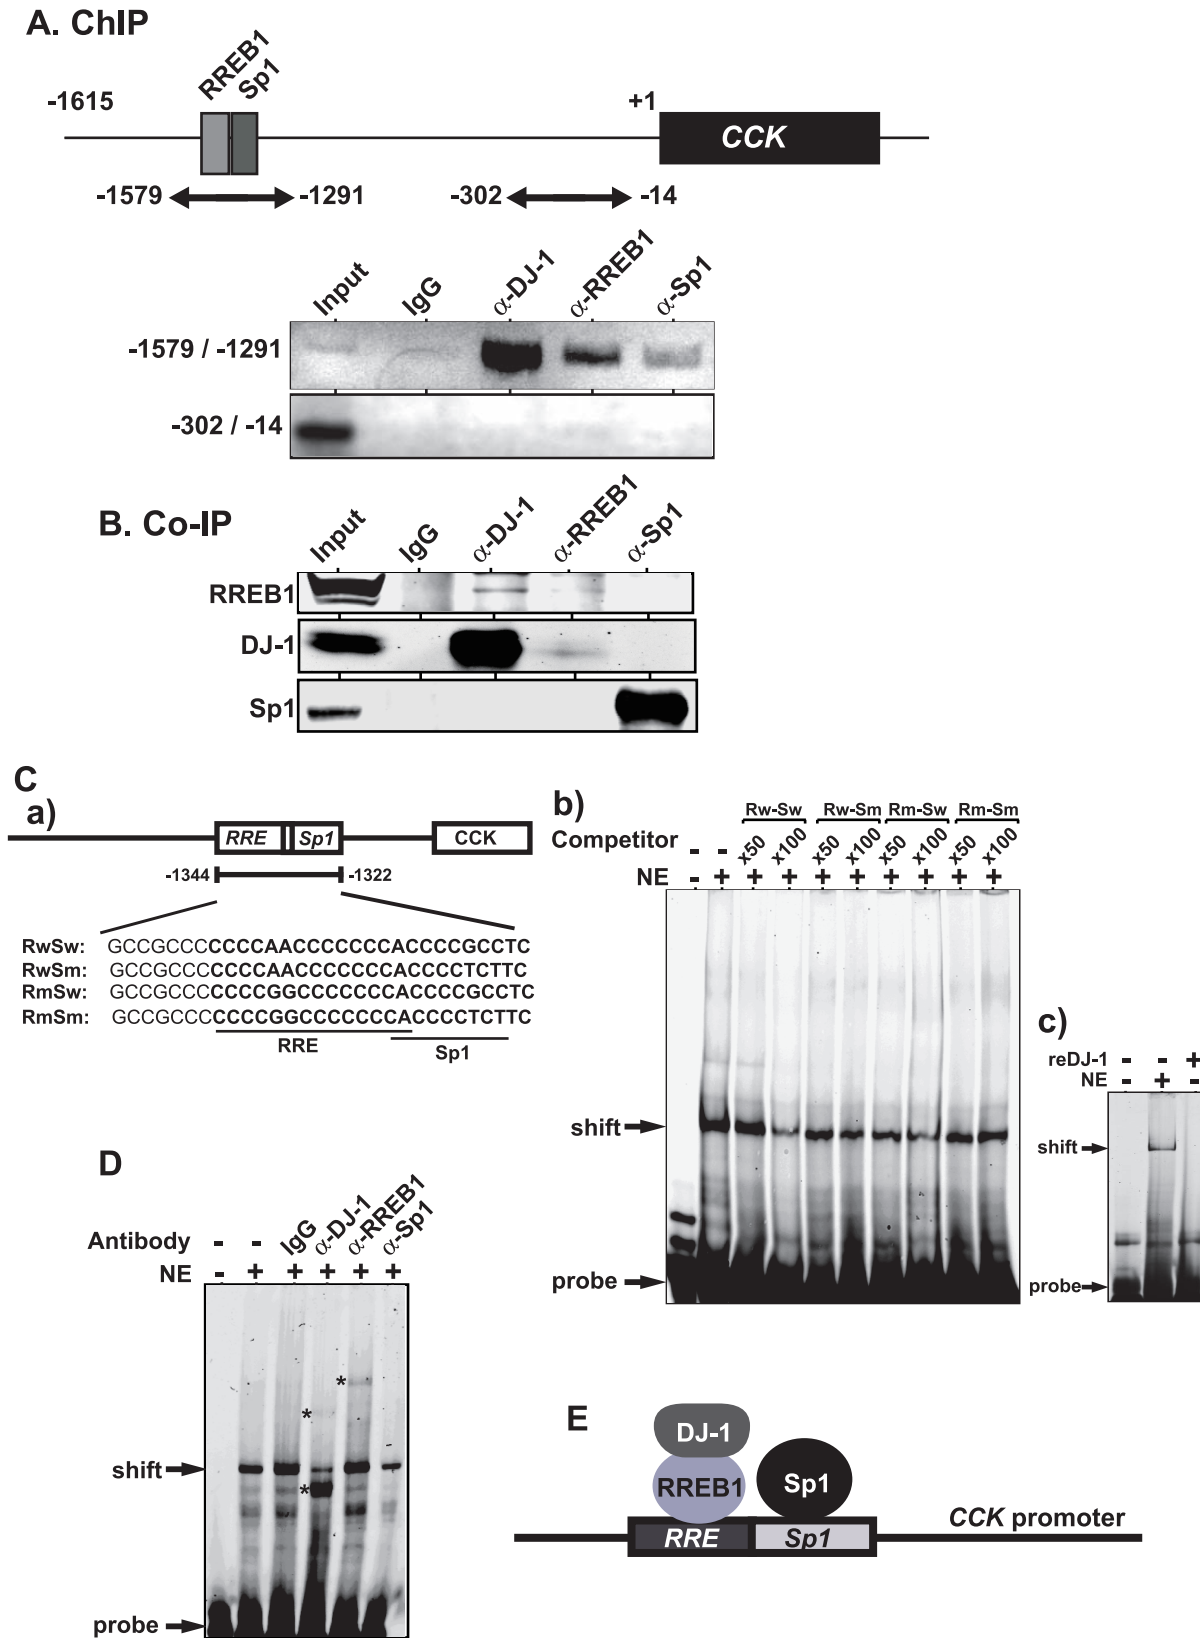 A. ChIP
RREB1
Sp1
-1615
+1
CCK
-1579
-1291
-302
-14
Input
IgG
α-DJ-1
α-RREB1
α-Sp1
-1579 / -1291
-302 / -14
B. Co-IP
Input
IgG
α-DJ-1
α-RREB1
α-Sp1
RREB1
DJ-1
Sp1
C
a)
RRE
Sp1
CCK
-1344
-1322
RwSw: GCCGCCCCCCCAACCCCCCCACCCCGCCTC
RwSm: GCCGCCCCCCCAACCCCCCCACCCCTCTTC
RmSw: GCCGCCCCCCCGGCCCCCCCACCCCGCCTC
RmSm: GCCGCCCCCCCGGCCCCCCCACCCCTCTTC
RRE
Sp1
b)
Rw-Sw Rw-Sm Rm-Sw Rm-Sm
Competitor - - x50 x100 x50 x100 x50 x100 x50 x100
NE - + + + + + + + + +
shift
probe
c)
reDJ-1 - - +
NE - + -
shift
probe
D
Antibody - - IgG α-DJ-1 α-RREB1 α-Sp1
NE - + + + + +
*
*
*
shift
probe
E
DJ-1
RREB1
Sp1
RRE
Sp1
CCK promoter